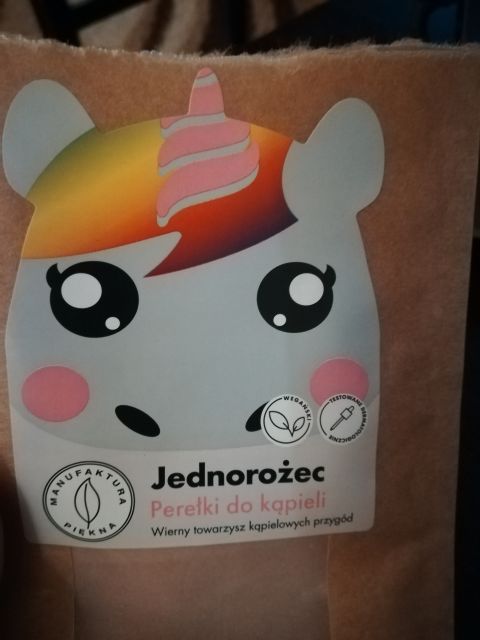 WEGAŃSKI
TESTOWANE DERMATOLOGICZNIE
Jednorożec
Perełki do kąpieli
Wierny towarzysz kąpielowych przygód
MANUFAKTURA
PIĘKNA